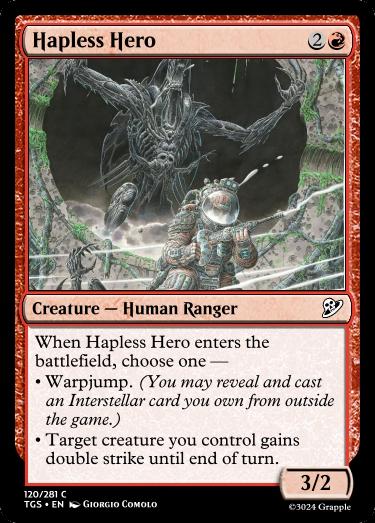 Hapless Hero 2
Creature — Human Ranger
When Hapless Hero enters the
battlefield, choose one —
• Warpjump. (You may reveal and cast
an Interstellar card you own from outside
the game.)
• Target creature you control gains
double strike until end of turn.
3/2
120/281 C
TGS • EN Giorgio Comolo
©3024 Grapple